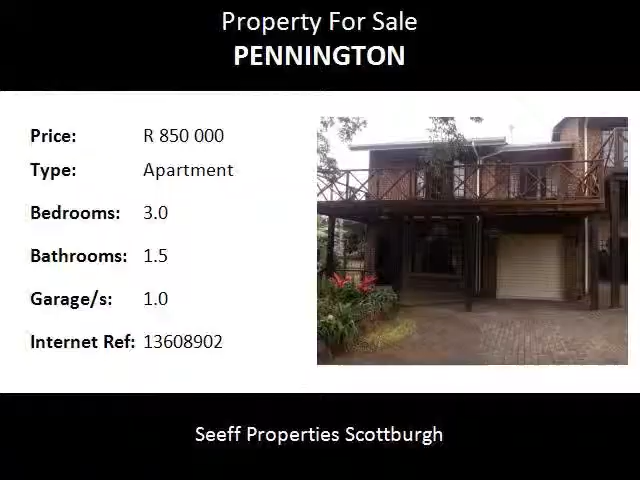 Property For Sale
PENNINGTON
Price: R 850 000
Type: Apartment
Bedrooms: 3.0
Bathrooms: 1.5
Garage/s: 1.0
Internet Ref: 13608902
Seeff Properties Scottburgh